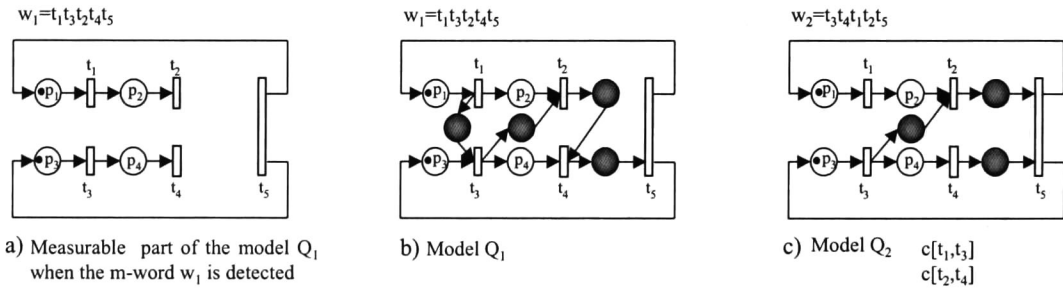 w₁=t₁t₃t₂t₄t₅
t₁
t₂
p₁
p₂
p₃
p₄
t₃
t₄
t₅
a) Measurable part of the model Q₁
when the m-word w₁ is detected
w₁=t₁t₃t₂t₄t₅
t₁
t₂
p₁
p₂
p₃
p₄
t₃
t₄
t₅
b) Model Q₁
w₂=t₃t₄t₁t₂t₅
t₁
t₂
p₁
p₂
p₃
p₄
t₃
t₄
t₅
c) Model Q₂ c[t₁,t₃]
c[t₂,t₄]